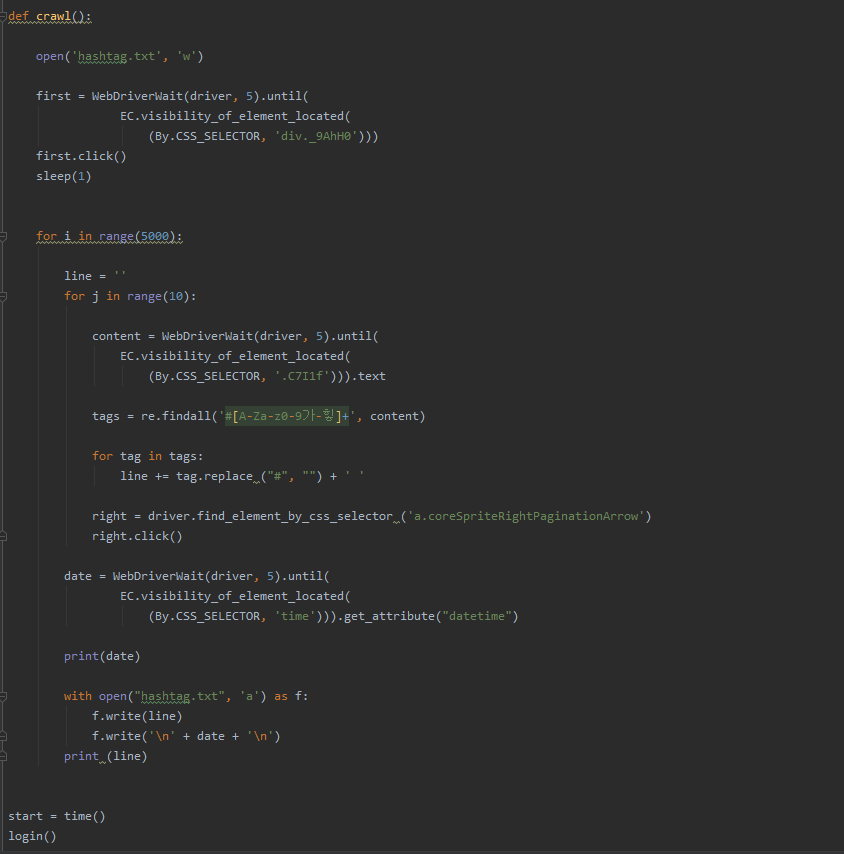 def crawl():
open('hashtag.txt', 'w')
first = WebDriverWait(driver, 5).until(
EC.visibility_of_element_located(
(By.CSS_SELECTOR, 'div._9AhH0')))
first.click()
sleep(1)
for i in range(5000):
line = ''
for j in range(10):
content = WebDriverWait(driver, 5).until(
EC.visibility_of_element_located(
(By.CSS_SELECTOR, '.C7I1f'))).text
tags = re.findall('#[A-Za-z0-9가-힣]+', content)
for tag in tags:
line += tag.replace ("#", "") + ' '
right = driver.find_element_by_css_selector ('a.coreSpriteRightPaginationArrow')
right.click()
date = WebDriverWait(driver, 5).until(
EC.visibility_of_element_located(
(By.CSS_SELECTOR, 'time'))).get_attribute("datetime")
print(date)
with open("hashtag.txt", 'a') as f:
f.write(line)
f.write('\n' + date + '\n')
print (line)
start = time()
login()